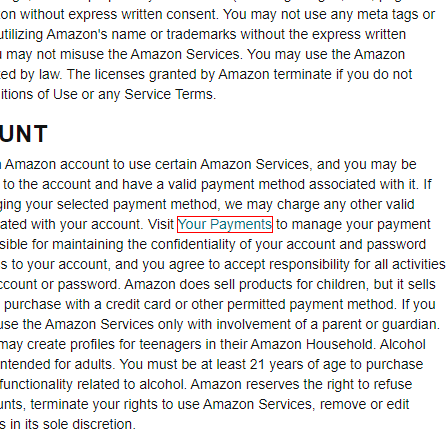 on without express written consent. You may not use any meta tags or
utilizing Amazon's name or trademarks without the express written
may not misuse the Amazon Services. You may use the Amazon
ed by law. The licenses granted by Amazon terminate if you do not
itions of Use or any Service Terms.
OUNT
Amazon account to use certain Amazon Services, and you may be
to the account and have a valid payment method associated with it. If
ging your selected payment method, we may charge any other valid
ated with your account. Visit Your Payments to manage your payment
sible for maintaining the confidentiality of your account and password
s to your account, and you agree to accept responsibility for all activities
ccount or password. Amazon does sell products for children, but it sells
purchase with a credit card or other permitted payment method. If you
use the Amazon Services only with involvement of a parent or guardian.
may create profiles for teenagers in their Amazon Household. Alcohol
ntended for adults. You must be at least 21 years of age to purchase
functionality related to alcohol. Amazon reserves the right to refuse
unts, terminate your rights to use Amazon Services, remove or edit
s in its sole discretion.